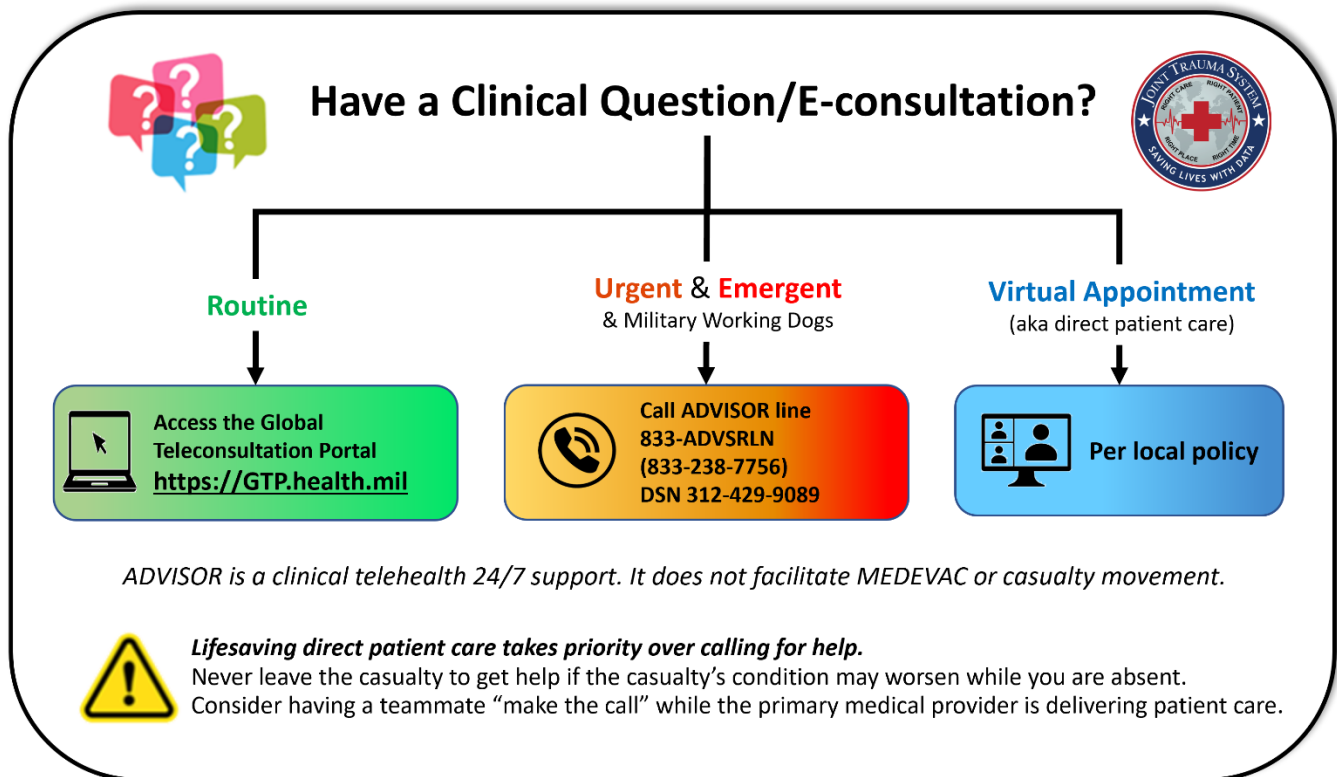 Have a Clinical Question/E-consultation?
JOINT TRAUMA SYSTEM
RIGHT CARE
RIGHT PATIENT
RIGHT PLACE
RIGHT TIME
SAVING LIVES WITH DATA
? ? ? ?
Routine
Urgent & Emergent
& Military Working Dogs
Virtual Appointment
(aka direct patient care)
Access the Global
Teleconsultation Portal
https://GTP.health.mil
Call ADVISOR line
833-ADVSRLN
(833-238-7756)
DSN 312-429-9089
Per local policy
ADVISOR is a clinical telehealth 24/7 support. It does not facilitate MEDEVAC or casualty movement.
Lifesaving direct patient care takes priority over calling for help.
Never leave the casualty to get help if the casualty’s condition may worsen while you are absent.
Consider having a teammate “make the call” while the primary medical provider is delivering patient care.